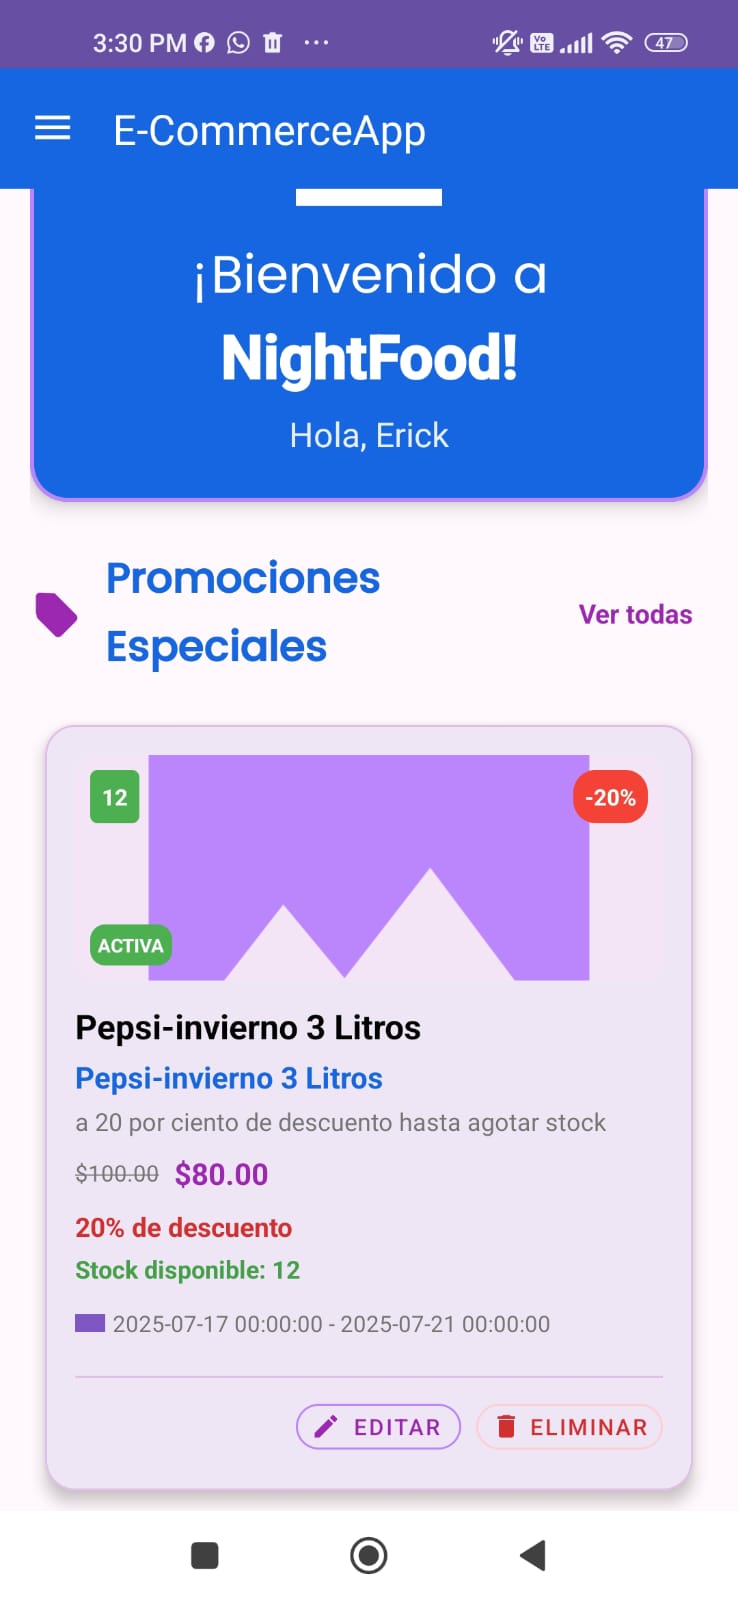 3:30 PM
Vo LTE
47
E-CommerceApp
¡Bienvenido a
NightFood!
Hola, Erick
Promociones
Especiales
Ver todas
12
-20%
ACTIVA
Pepsi-invierno 3 Litros
Pepsi-invierno 3 Litros
a 20 por ciento de descuento hasta agotar stock
$100.00 $80.00
20% de descuento
Stock disponible: 12
2025-07-17 00:00:00 - 2025-07-21 00:00:00
EDITAR
ELIMINAR